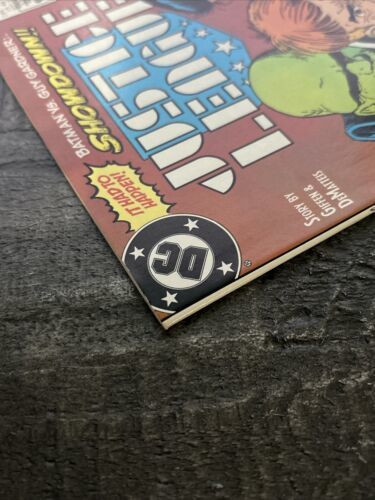 DC
IT HAD TO
HAPPEN!
BATMAN VS. GUY GARDNER:
SHOWDOWN!!
JUSTICE
LEAGUE
STORY BY
GIFFEN &
DEMATTEIS